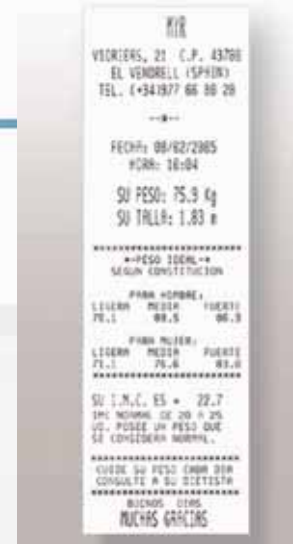 MYR
VIDRIERS, 21 C.P. 43700
EL VENDRELL (SPAIN)
TEL. (+34)977 66
--*--
FECHA: 08/02/2005
HORA: 16:04
SU PESO: 75.9 Kg
SU TALLA: 1.83 m
*-PESO IDEAL-*
SEGUN CONSTITUCION
PARA HOMBRE:
LIGERA MEDIA FUERTE
PARA MUJER:
LIGERA MEDIA FUERTE
SU I.M.C. ES = 22.7
IMC NORMAL DE 20 A 25
UD. POSEE UN PESO QUE
SE CONSIDERA NORMAL.
CUIDE SU PESO CADA DIA
CONSULTE A SU DIETISTA
BUENOS DIAS
MUCHAS GRACIAS